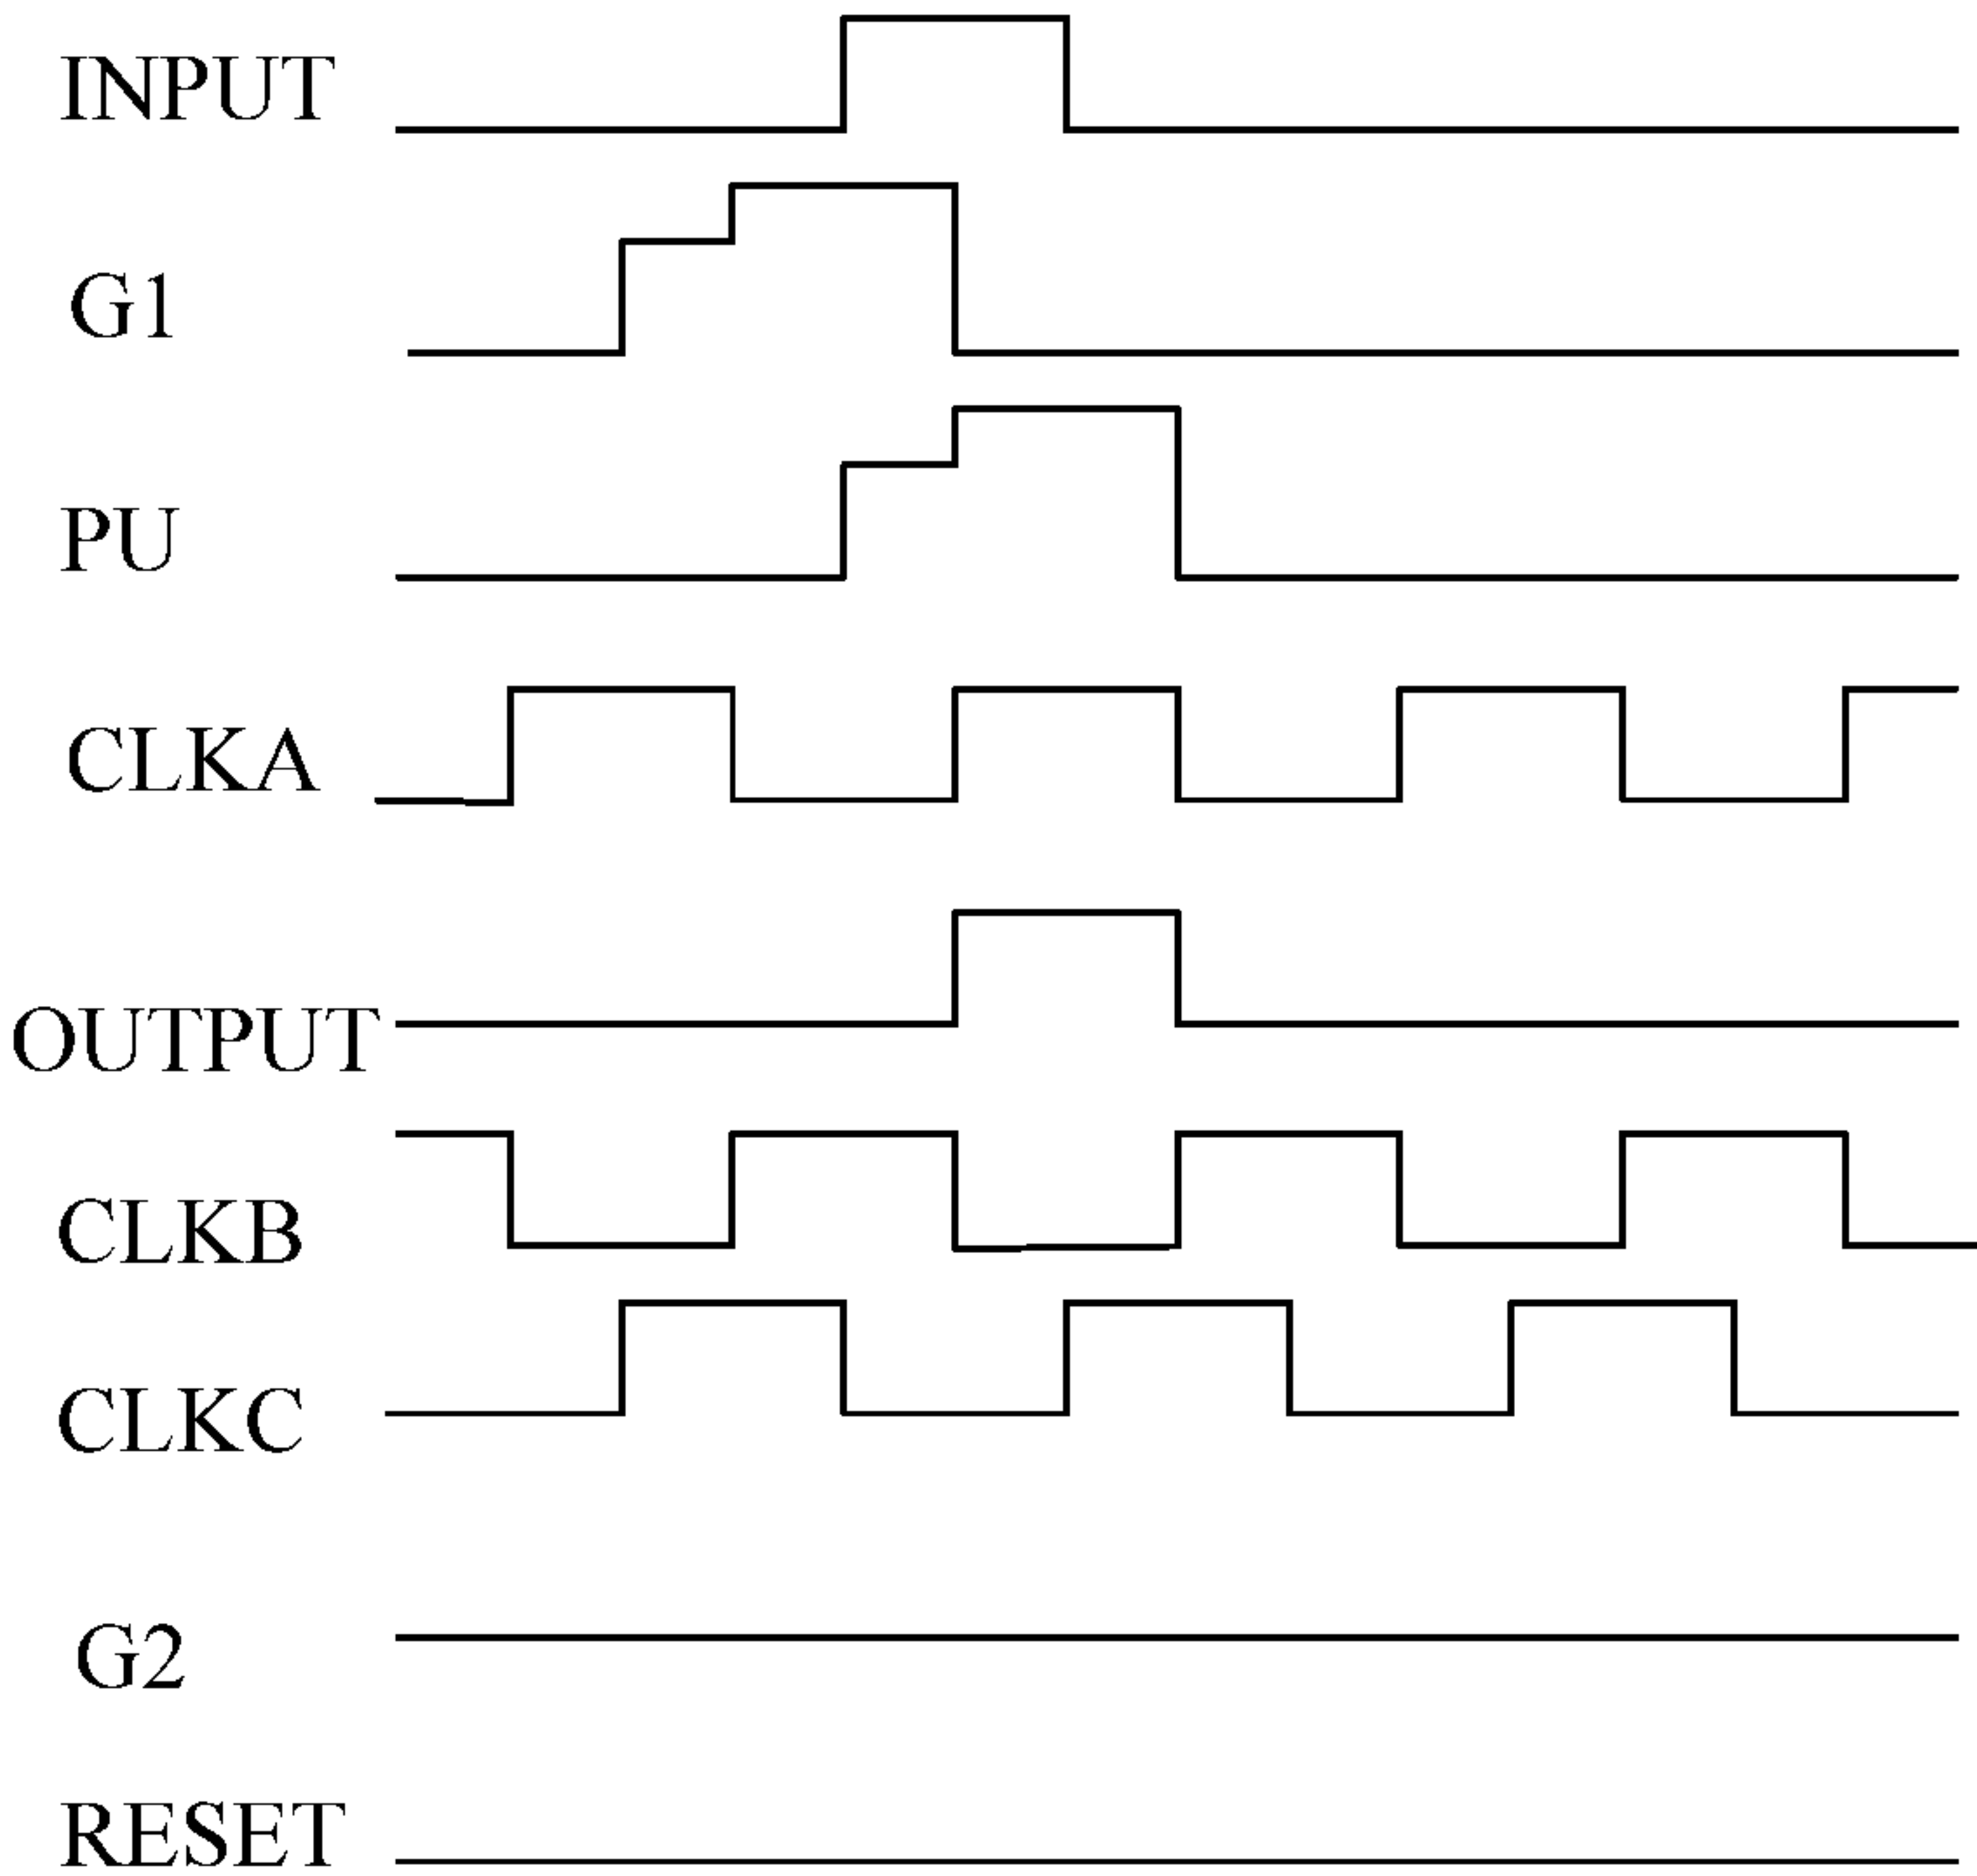 INPUT
G1
PU
CLKA
OUTPUT
CLKB
CLKC
G2
RESET